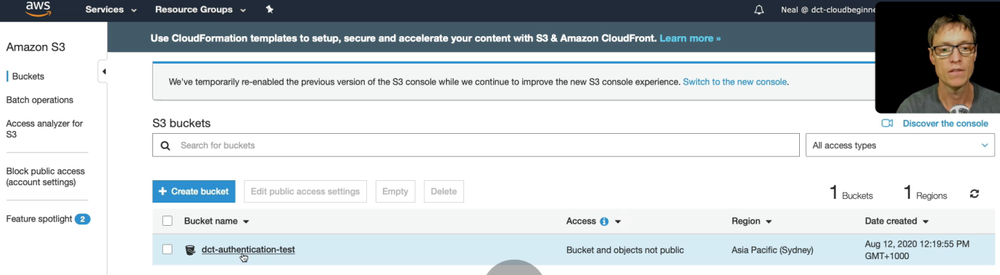 aws Services Resource Groups Neal @ dct-cloudbeginne
Use CloudFormation templates to setup, secure and accelerate your content with S3 & Amazon CloudFront. Learn more »
Amazon S3
Buckets
Batch operations
Access analyzer for
S3
Block public access
(account settings)
Feature spotlight 2
We've temporarily re-enabled the previous version of the S3 console while we continue to improve the new S3 console experience. Switch to the new console.
S3 buckets
Discover the console
Search for buckets
All access types
+ Create bucket Edit public access settings Empty Delete
1 Buckets 1 Regions
Bucket name Access Region Date created
dct-authentication-test Bucket and objects not public Asia Pacific (Sydney) Aug 12, 2020 12:19:55 PM
GMT+1000